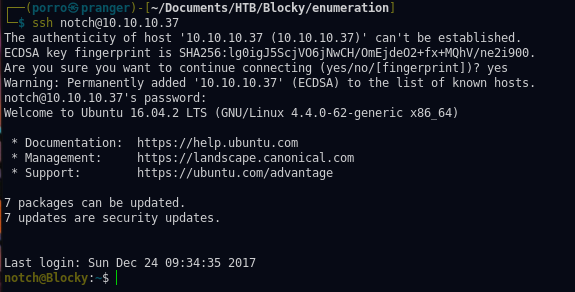 ┌──(porro㉿pranger)-[~/Documents/HTB/Blocky/enumeration]
└─$ ssh notch@10.10.10.37
The authenticity of host '10.10.10.37 (10.10.10.37)' can't be established.
ECDSA key fingerprint is SHA256:lg0igJ5ScjVO6jNwCH/OmEjdeO2+fx+MQhV/ne2i900.
Are you sure you want to continue connecting (yes/no/[fingerprint])? yes
Warning: Permanently added '10.10.10.37' (ECDSA) to the list of known hosts.
notch@10.10.10.37's password:
Welcome to Ubuntu 16.04.2 LTS (GNU/Linux 4.4.0-62-generic x86_64)
* Documentation:  https://help.ubuntu.com
* Management:     https://landscape.canonical.com
* Support:        https://ubuntu.com/advantage
7 packages can be updated.
7 updates are security updates.
Last login: Sun Dec 24 09:34:35 2017
notch@Blocky:~$